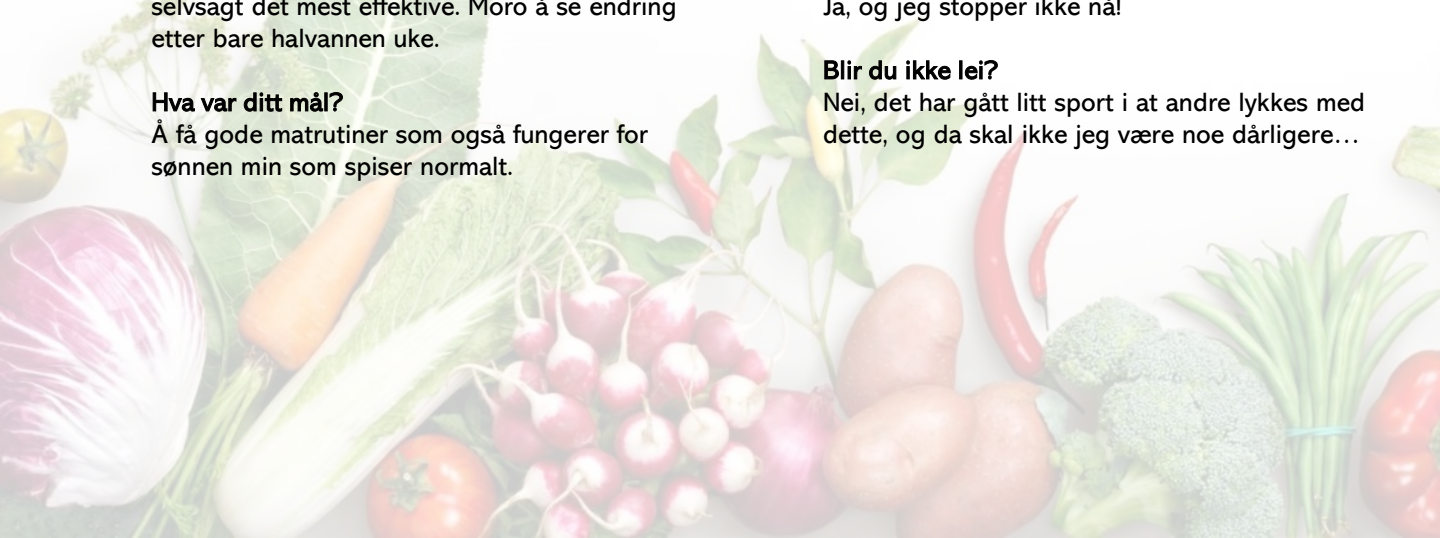 selvsagt det mest effektive. Moro å se endring
etter bare halvannen uke.
Hva var ditt mål?
Å få gode matrutiner som også fungerer for
sønnen min som spiser normalt.
Ja, og jeg stopper ikke nå!
Blir du ikke lei?
Nei, det har gått litt sport i at andre lykkes med
dette, og da skal ikke jeg være noe dårligere…